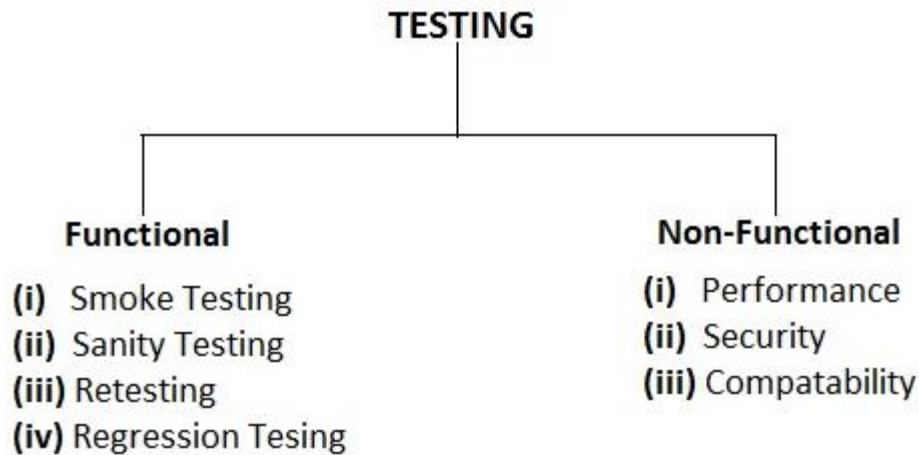 TESTING
Functional
(i) Smoke Testing
(ii) Sanity Testing
(iii) Retesting
(iv) Regression Tesing
Non-Functional
(i) Performance
(ii) Security
(iii) Compatability